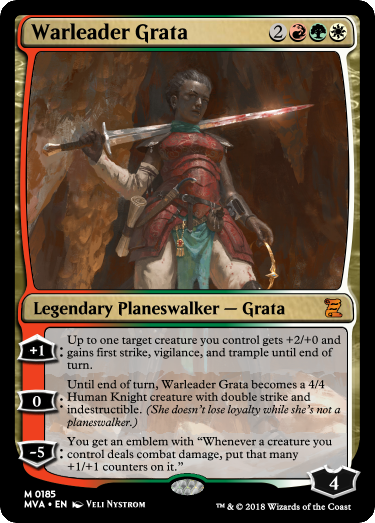 Warleader Grata 2
Legendary Planeswalker — Grata
+1
Up to one target creature you control gets +2/+0 and
gains first strike, vigilance, and trample until end of
turn.
0
Until end of turn, Warleader Grata becomes a 4/4
Human Knight creature with double strike and
indestructible. (She doesn't lose loyalty while she's not a
planeswalker.)
-5
You get an emblem with “Whenever a creature you
control deals combat damage, put that many
+1/+1 counters on it.”
4
M 0185
MVA • EN VELI NYSTROM
™ & © 2018 Wizards of the Coast